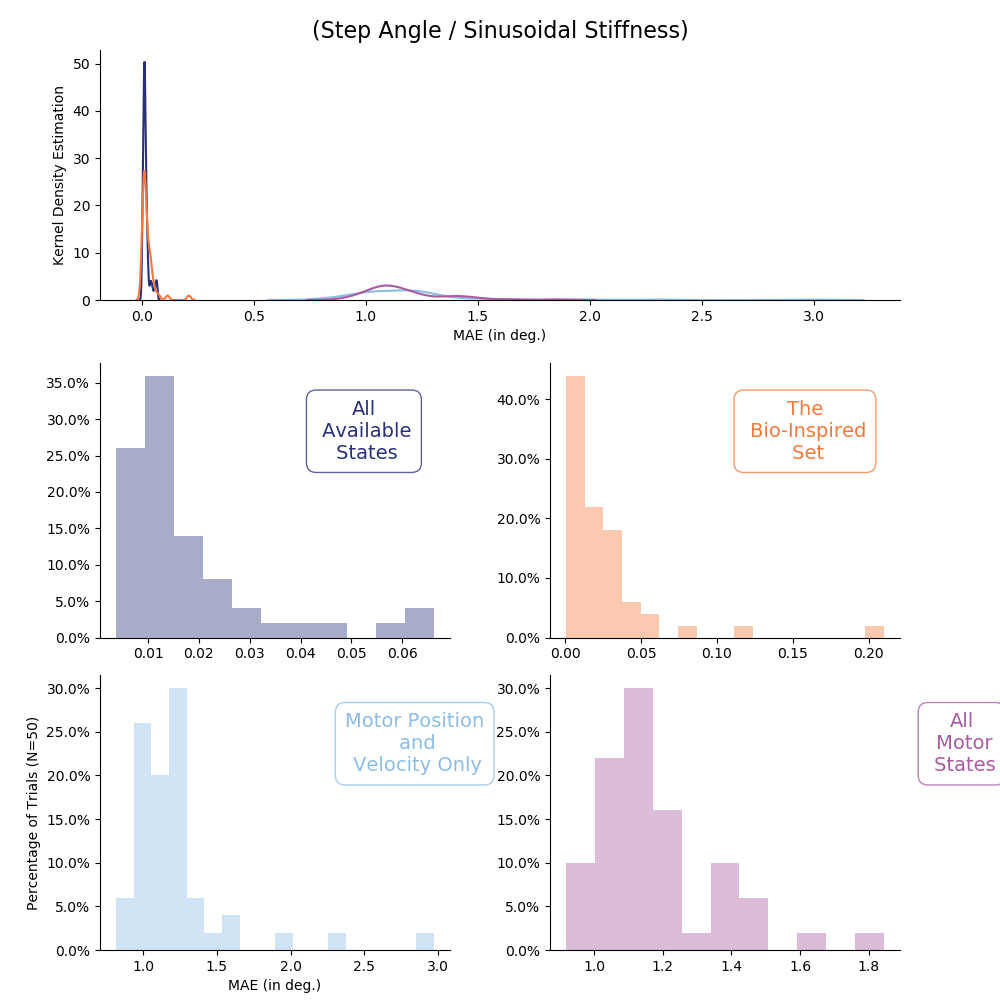 (Step Angle / Sinusoidal Stiffness)
Kernel Density Estimation
50
40
30
20
10
0
0.0 0.5 1.0 1.5 2.0 2.5 3.0
MAE (in deg.)
35.0%
30.0%
25.0%
20.0%
15.0%
10.0%
5.0%
0.0%
All
Available
States
0.01 0.02 0.03 0.04 0.05 0.06
40.0%
30.0%
20.0%
10.0%
0.0%
The
Bio-Inspired
Set
0.00 0.05 0.10 0.15 0.20
Percentage of Trials (N=50)
30.0%
25.0%
20.0%
15.0%
10.0%
5.0%
0.0%
Motor Position
and
Velocity Only
1.0 1.5 2.0 2.5 3.0
MAE (in deg.)
30.0%
25.0%
20.0%
15.0%
10.0%
5.0%
0.0%
All
Motor
States
1.0 1.2 1.4 1.6 1.8